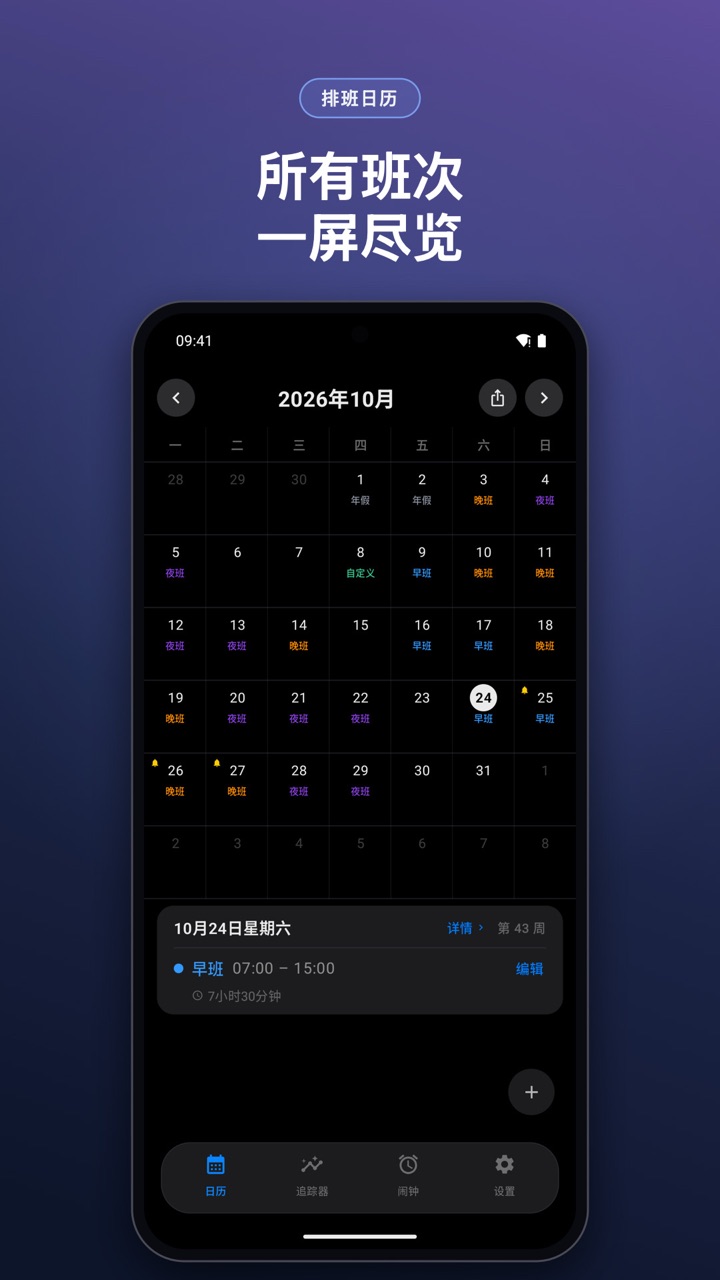 排班日历
所有班次
一屏尽览
09:41
2026年10月
一 二 三 四 五 六 日
28 29 30 1 2 3 4
年假 年假 晚班 夜班
5 6 7 8 9 10 11
夜班 自定义 早班 晚班 晚班
12 13 14 15 16 17 18
夜班 夜班 晚班 早班 早班 晚班
19 20 21 22 23 24 25
晚班 夜班 夜班 夜班 早班 早班
26 27 28 29 30 31 1
晚班 晚班 夜班 夜班
2 3 4 5 6 7 8
10月24日星期六 详情 第 43 周
早班 07:00 – 15:00 编辑
7小时30分钟
日历 追踪器 闹钟 设置